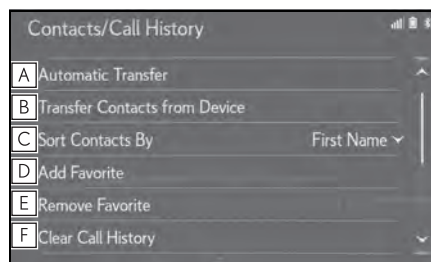 Contacts/Call History
A Automatic Transfer
B Transfer Contacts from Device
C Sort Contacts By First Name
D Add Favorite
E Remove Favorite
F Clear Call History